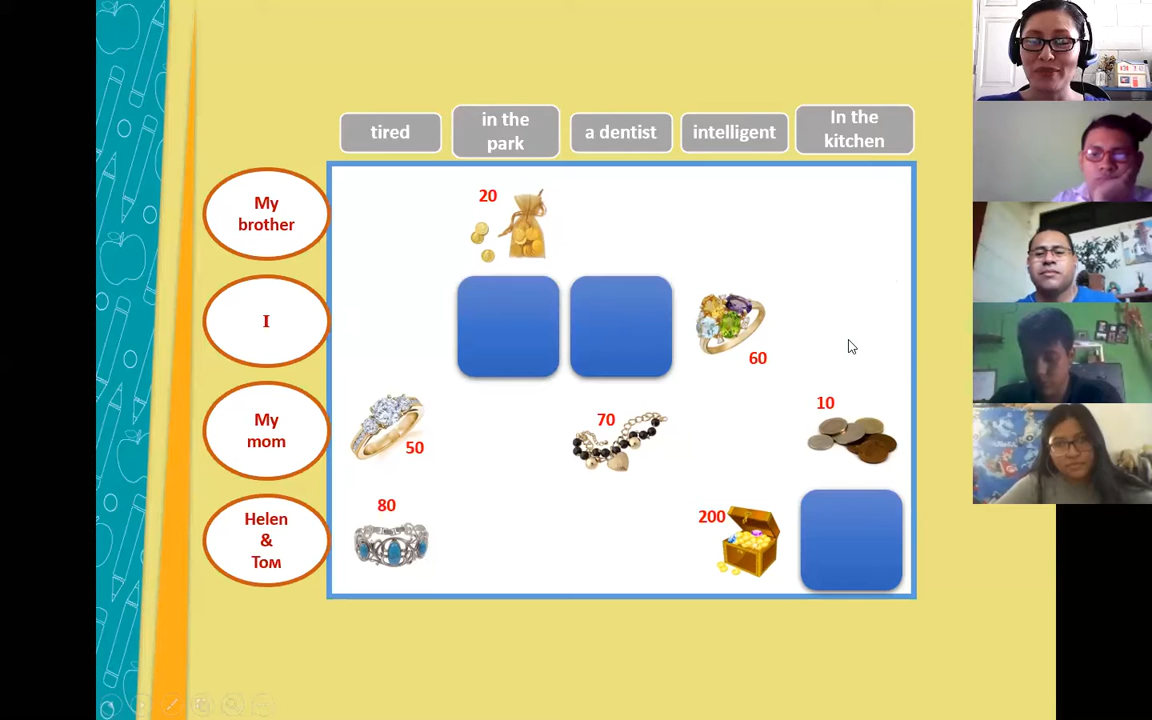 tired
in the
park
a dentist
intelligent
In the
kitchen
My
brother
20
I
60
My
mom
50
70
10
Helen
&
Tom
80
200